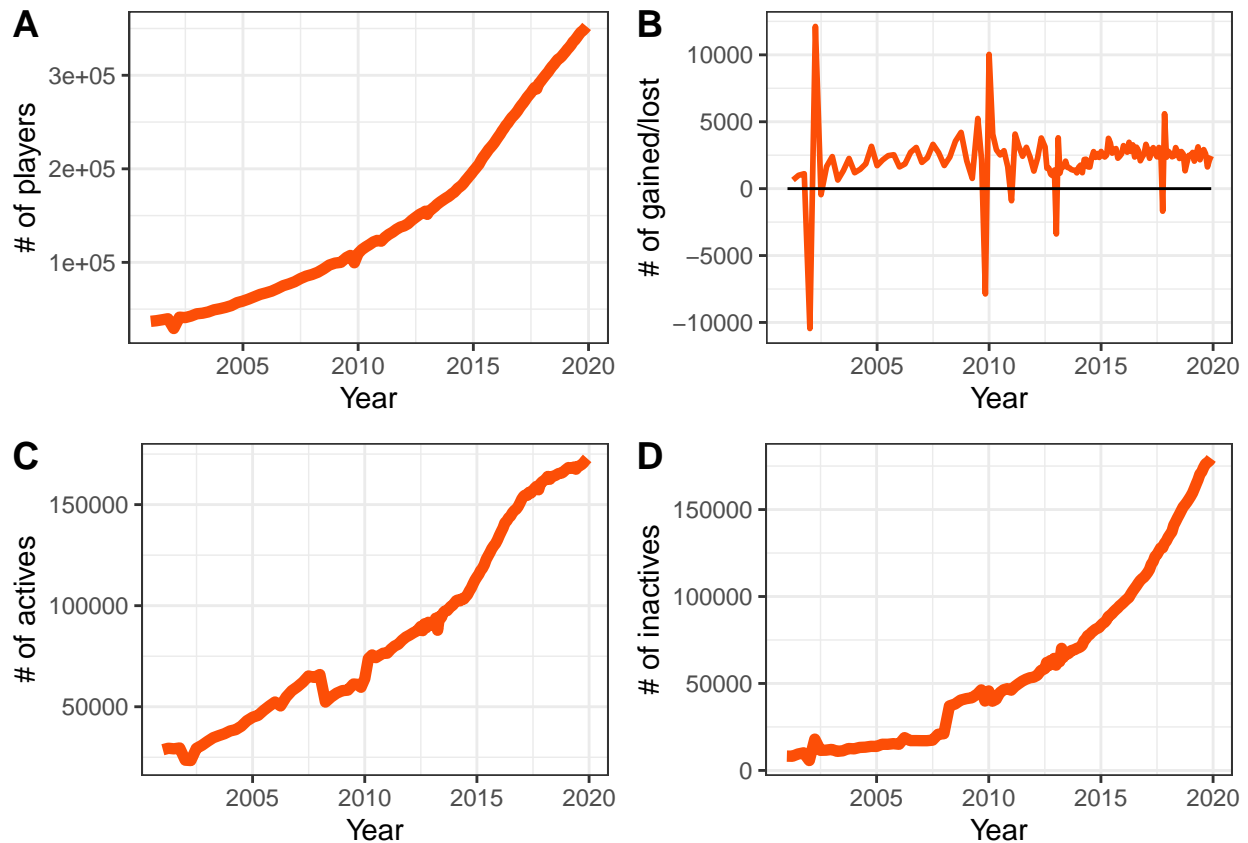 A
# of players
3e+05
2e+05
1e+05
2005 2010 2015 2020
Year
B
# of gained/lost
10000
5000
0
−5000
−10000
2005 2010 2015 2020
Year
C
# of actives
150000
100000
50000
2005 2010 2015 2020
Year
D
# of inactives
150000
100000
50000
0
2005 2010 2015 2020
Year